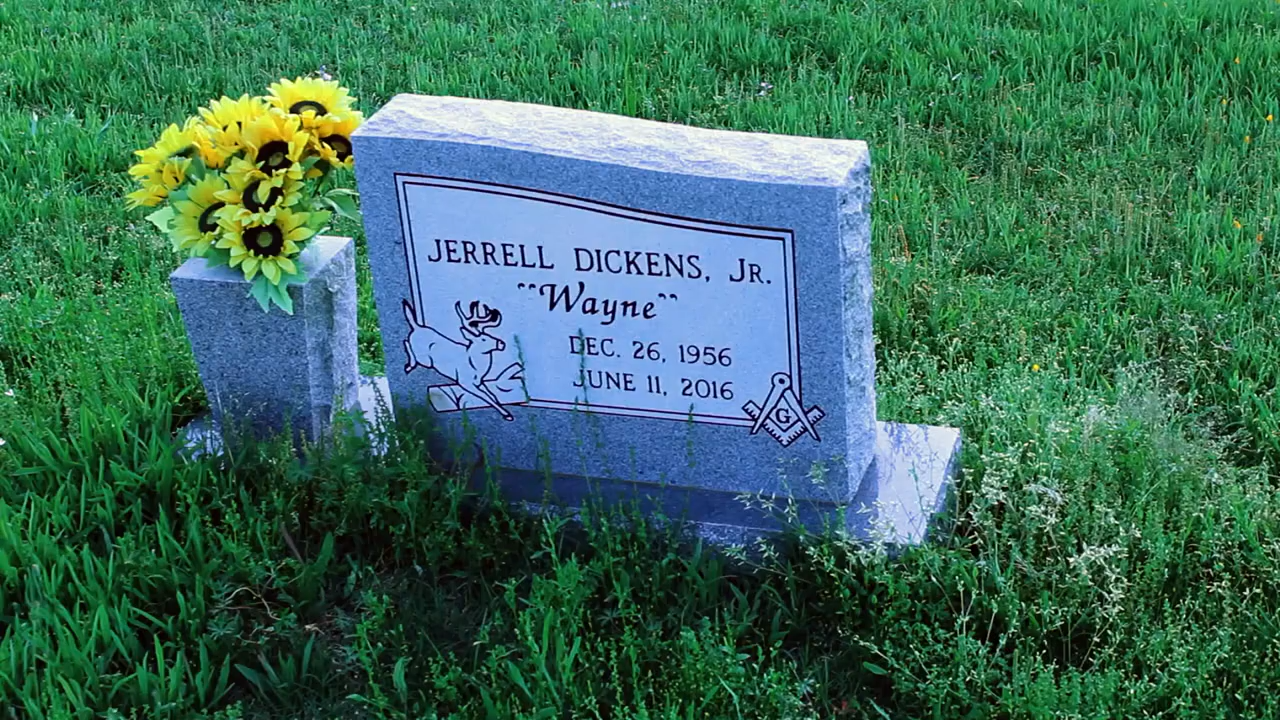 JERRELL DICKENS, JR.
"Wayne"
DEC. 26, 1956
JUNE 11, 2016
G